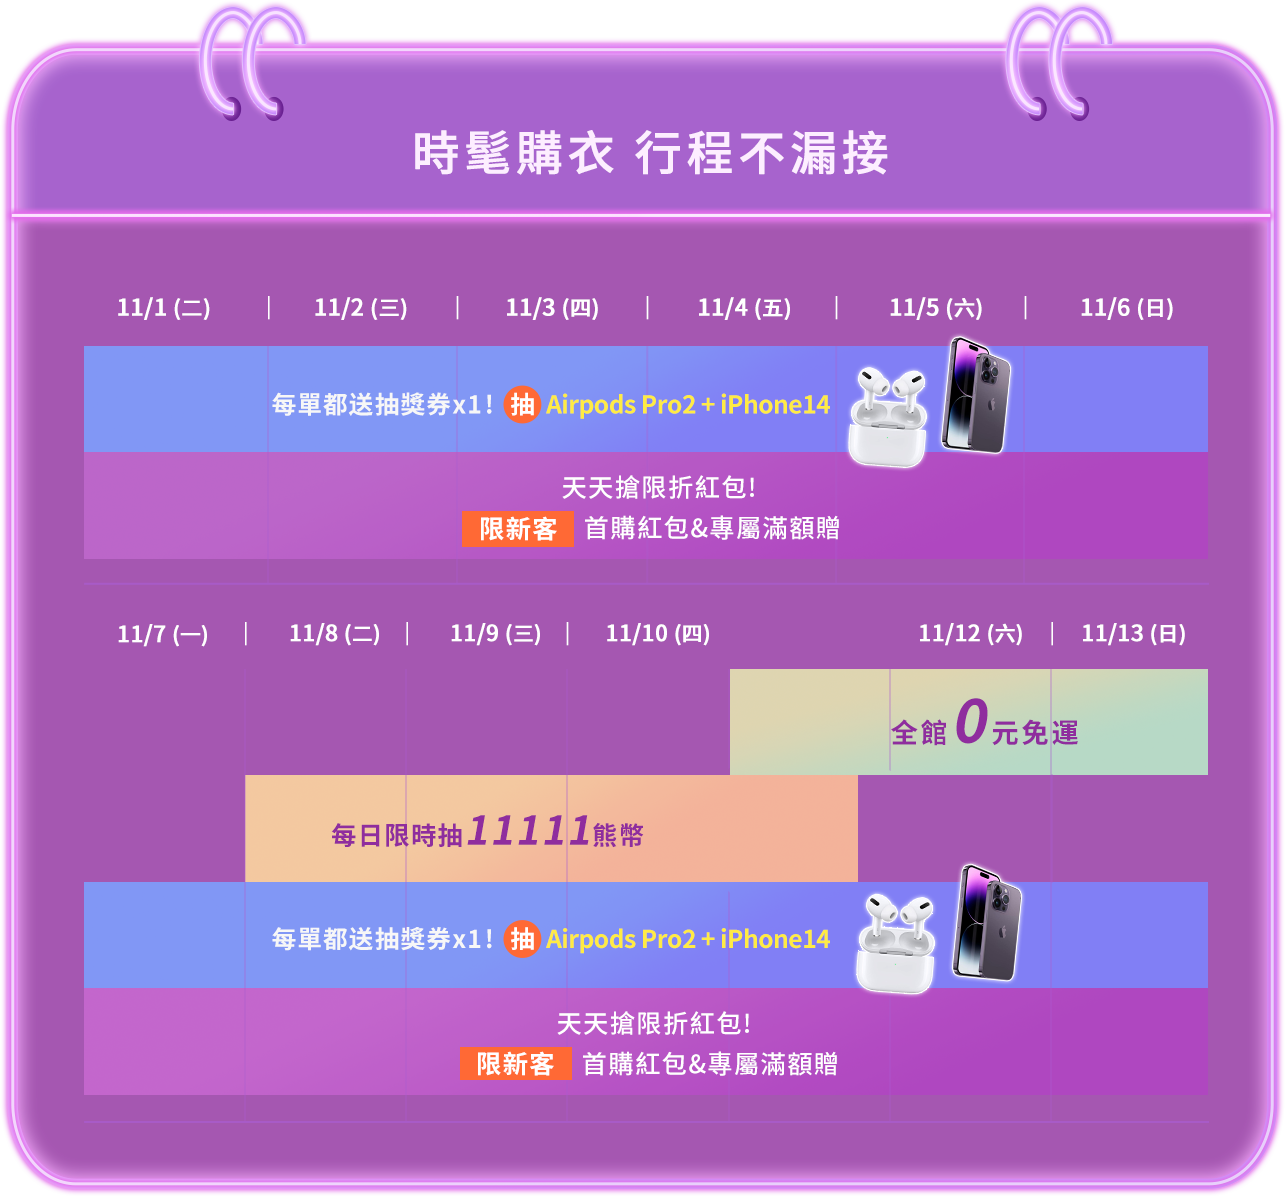 時髦購衣 行程不漏接
11/1 (二) | 11/2 (三) | 11/3 (四) | 11/4 (五) | 11/5 (六) | 11/6 (日)
每單都送抽獎券x1! 抽 Airpods Pro2 + iPhone14
天天搶限折紅包!
限新客 首購紅包&專屬滿額贈
11/7 (一) | 11/8 (二) | 11/9 (三) | 11/10 (四) 11/12 (六) | 11/13 (日)
全館0元免運
每日限時抽11111熊幣
每單都送抽獎券x1! 抽 Airpods Pro2 + iPhone14
天天搶限折紅包!
限新客 首購紅包&專屬滿額贈